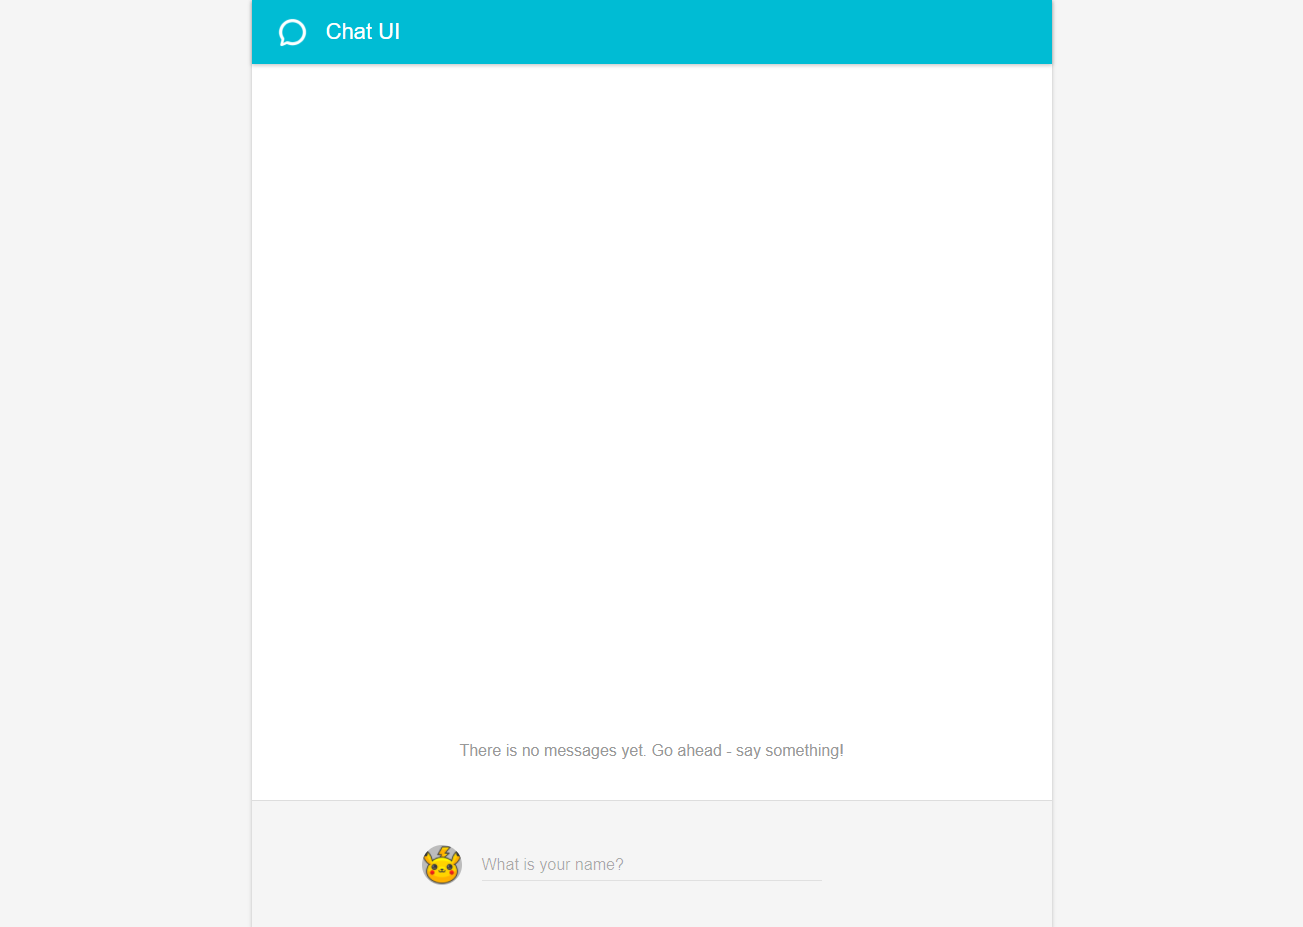 Chat UI
There is no messages yet. Go ahead - say something!
What is your name?